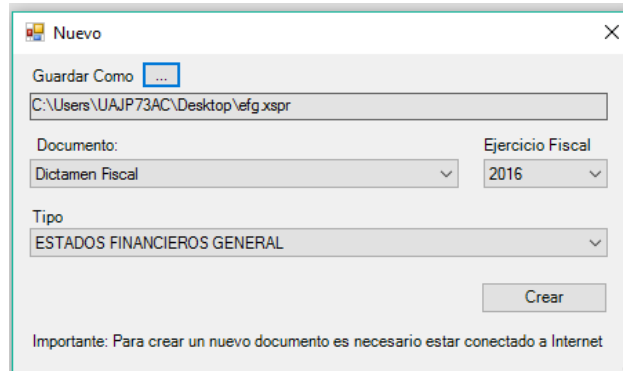 Nuevo
Guardar Como ...
C:\Users\UAJP73AC\Desktop\efg.xspr
Documento: Ejercicio Fiscal
Dictamen Fiscal 2016
Tipo
ESTADOS FINANCIEROS GENERAL
Crear
Importante: Para crear un nuevo documento es necesario estar conectado a Internet